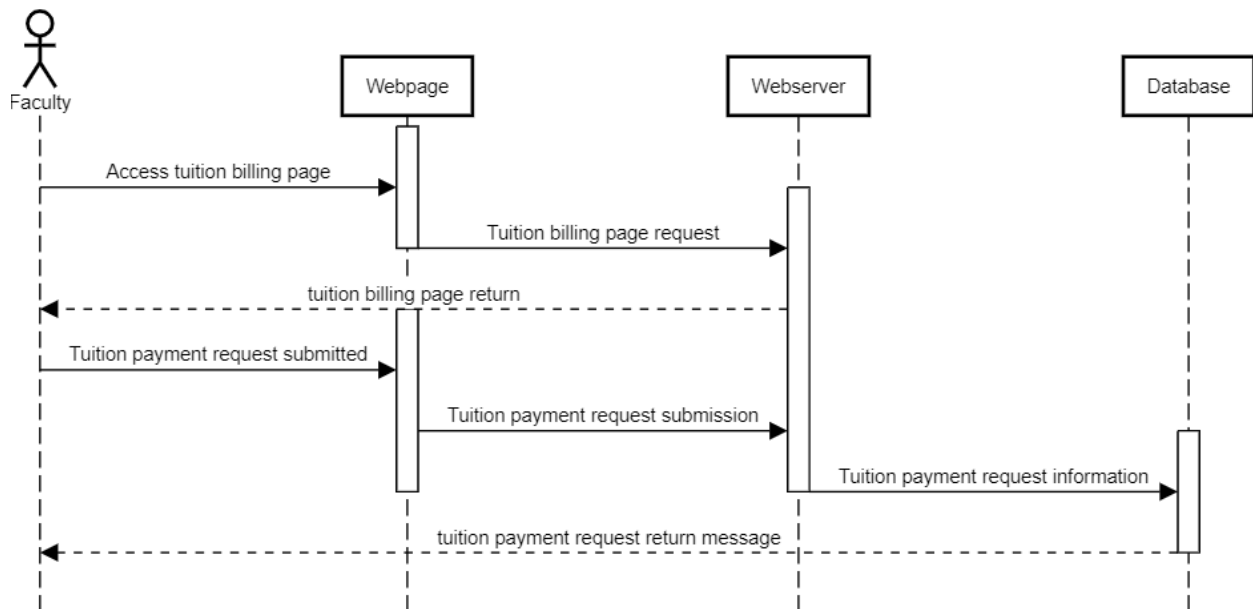 Faculty
Webpage
Webserver
Database
Access tuition billing page
Tuition billing page request
tuition billing page return
Tuition payment request submitted
Tuition payment request submission
Tuition payment request information
tuition payment request return message